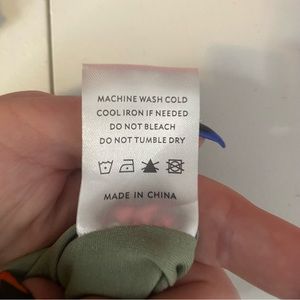 MACHINE WASH COLD
COOL IRON IF NEEDED
DO NOT BLEACH
DO NOT TUMBLE DRY
MADE IN CHINA